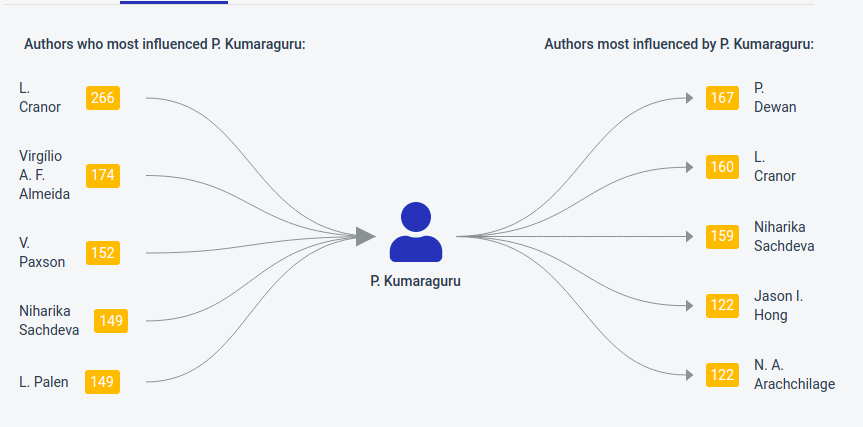 Authors who most influenced P. Kumaraguru:
L.
Cranor
266
Virgílio
A. F.
Almeida
174
V.
Paxson
152
Niharika
Sachdeva
149
L. Palen
149
P. Kumaraguru
Authors most influenced by P. Kumaraguru:
167
P.
Dewan
160
L.
Cranor
159
Niharika
Sachdeva
122
Jason I.
Hong
122
N. A.
Arachchilage